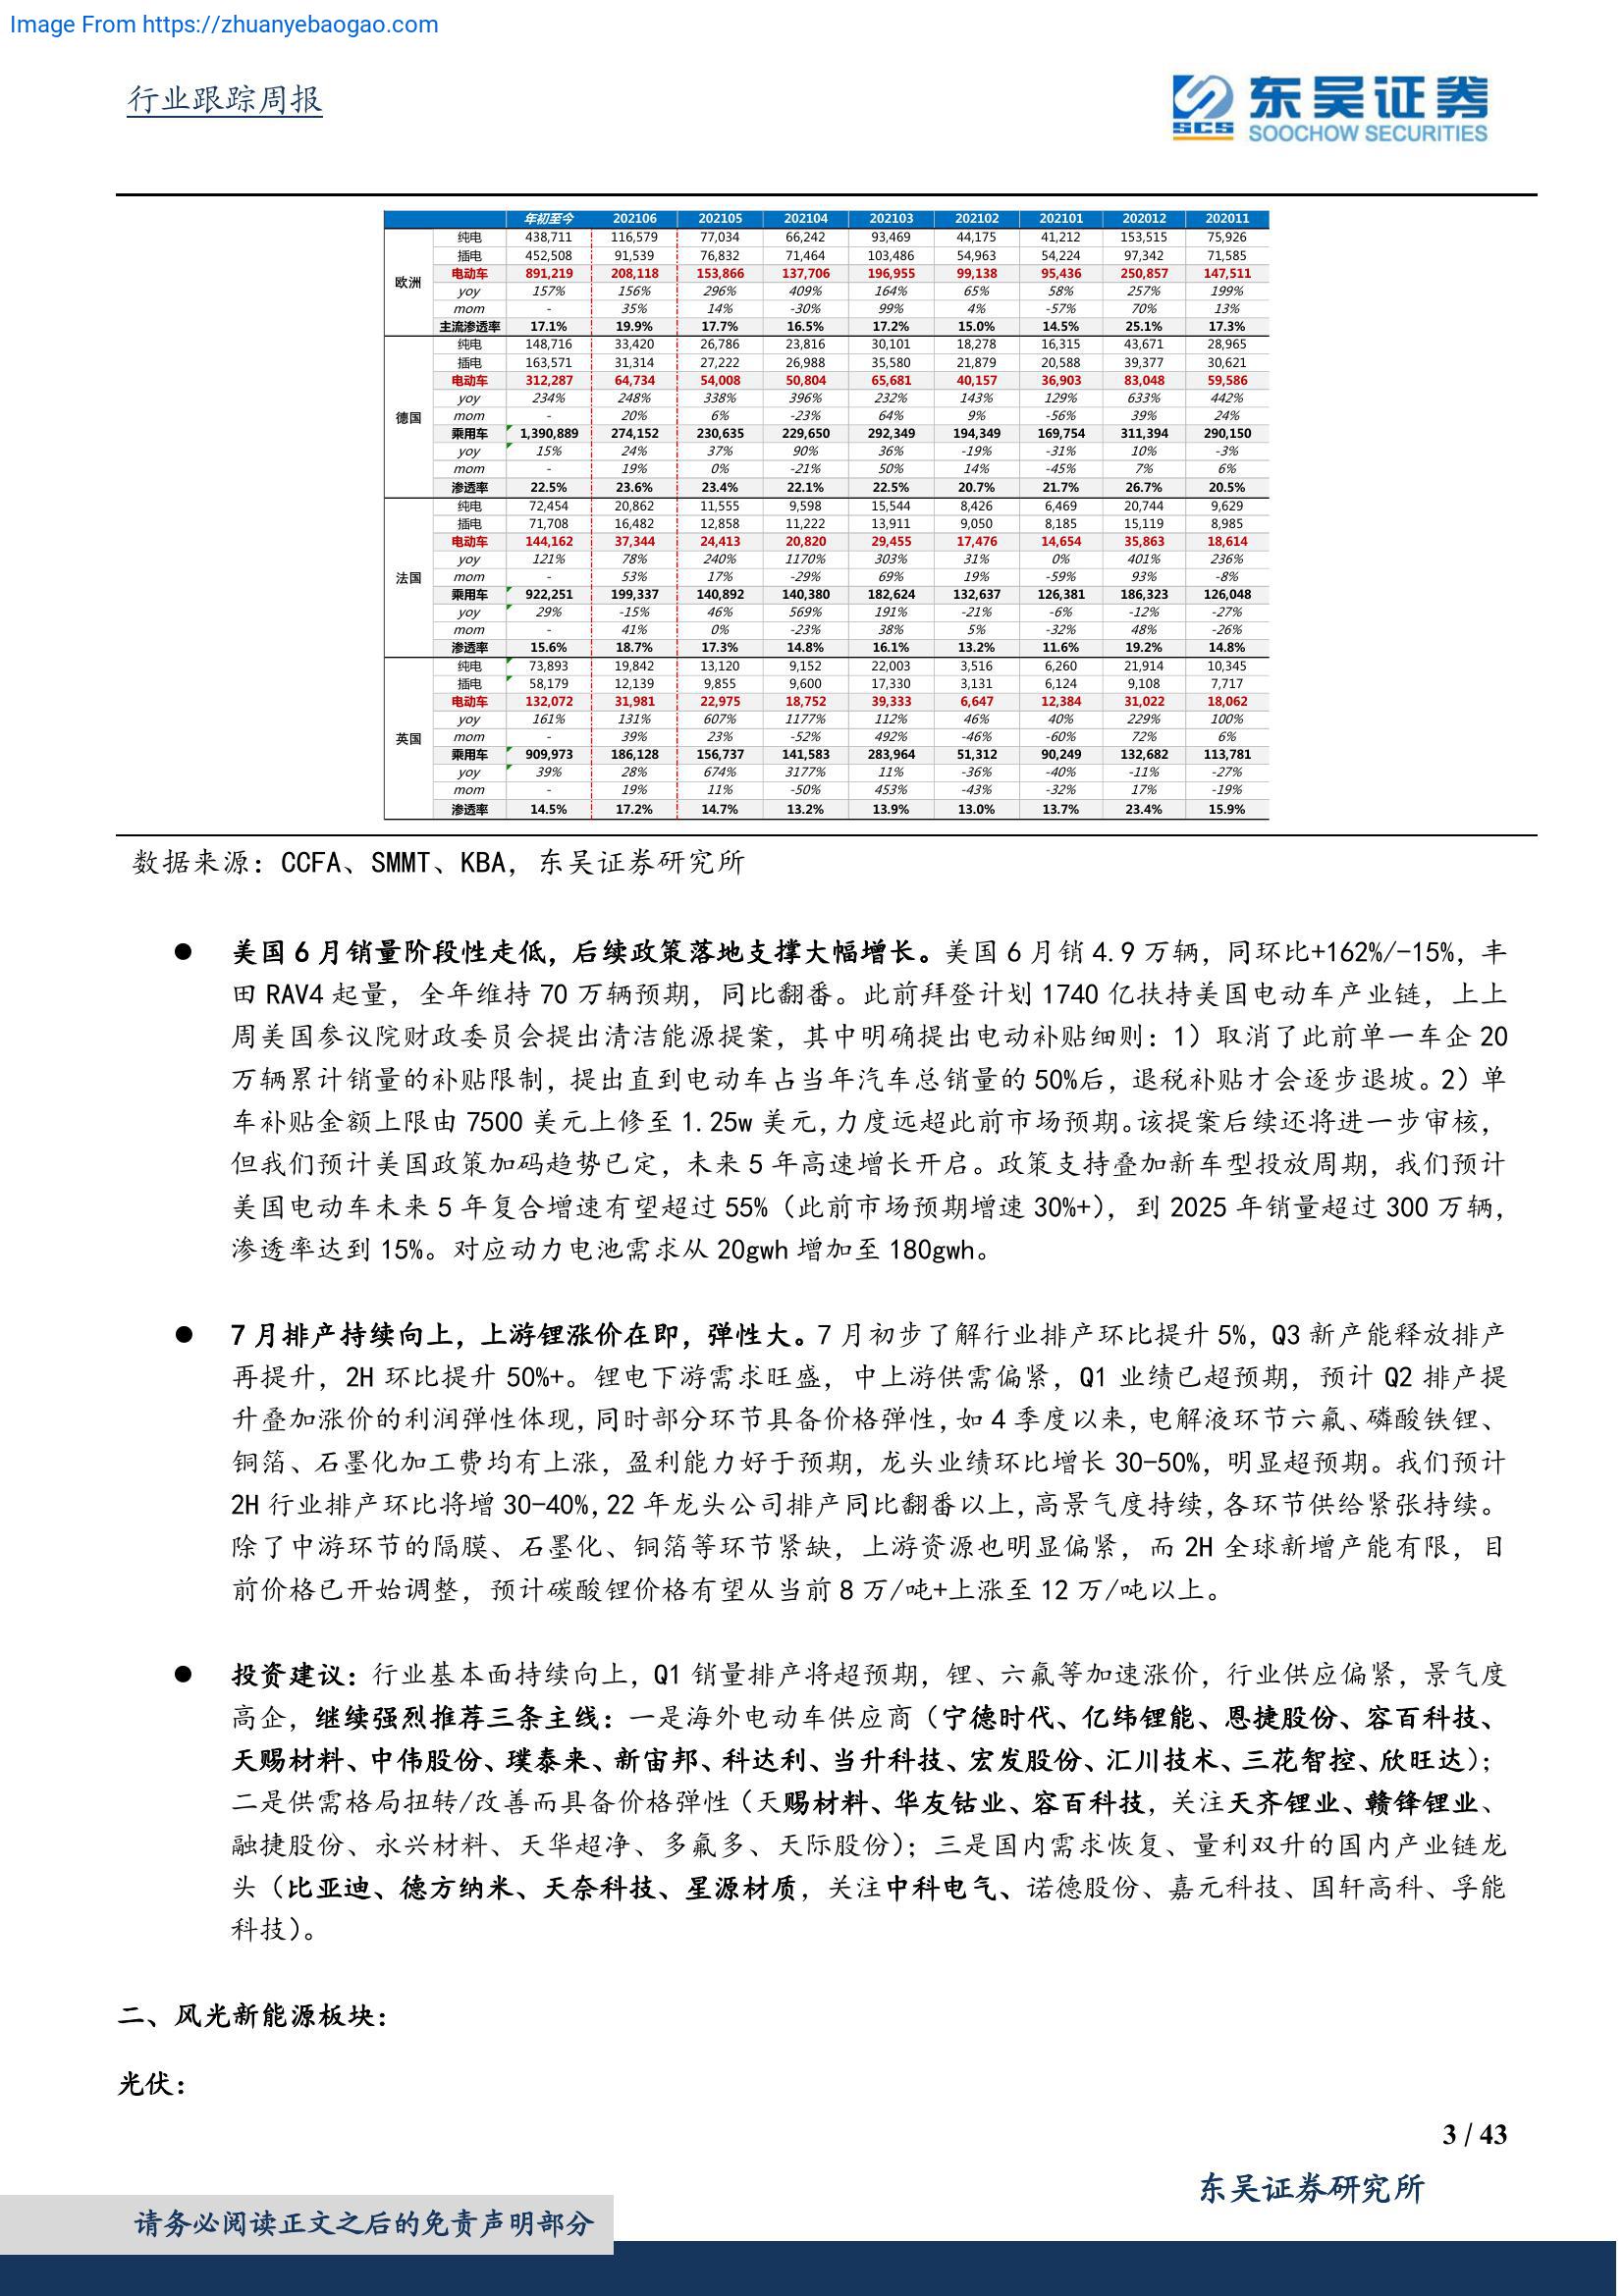 Image From https://zhuanyebaogao.com
行业跟踪周报
东吴证券
SCS
SOOCHOW SECURITIES
年初至今 202106 202105 202104 202103 202102 202101 202012 202011
欧洲
纯电 438,711 116,579 77,034 66,242 93,469 44,175 41,212 153,515 75,926
插电 452,508 91,539 76,832 71,464 103,486 54,963 54,224 97,342 71,585
电动车 891,219 208,118 153,866 137,706 196,955 99,138 95,436 250,857 147,511
yoy 157% 156% 296% 409% 164% 65% 58% 257% 199%
mom - 35% 14% -30% 99% 4% -57% 70% 13%
主流渗透率 17.1% 19.9% 17.7% 16.5% 17.2% 15.0% 14.5% 25.1% 17.3%
德国
纯电 148,716 33,420 26,786 23,816 30,101 18,278 16,315 43,671 28,965
插电 163,571 31,314 27,222 26,988 35,580 21,879 20,588 39,377 30,621
电动车 312,287 64,734 54,008 50,804 65,681 40,157 36,903 83,048 59,586
yoy 234% 248% 338% 396% 232% 143% 129% 633% 442%
mom - 20% 6% -23% 64% 9% -56% 39% 24%
乘用车 1,390,889 274,152 230,635 229,650 292,349 194,349 169,754 311,394 290,150
yoy 15% 24% 37% 90% 36% -19% -31% 10% -3%
mom - 19% 0% -21% 50% 14% -45% 7% 6%
渗透率 22.5% 23.6% 23.4% 22.1% 22.5% 20.7% 21.7% 26.7% 20.5%
法国
纯电 72,454 20,862 11,555 9,598 15,544 8,426 6,469 20,744 9,629
插电 71,708 16,482 12,858 11,222 13,911 9,050 8,185 15,119 8,985
电动车 144,162 37,344 24,413 20,820 29,455 17,476 14,654 35,863 18,614
yoy 121% 78% 240% 1170% 303% 31% 0% 401% 236%
mom - 53% 17% -29% 69% 19% -59% 93% -8%
乘用车 922,251 199,337 140,892 140,380 182,624 132,637 126,381 186,323 126,048
yoy 29% -15% 46% 569% 191% -21% -6% -12% -27%
mom - 41% 0% -23% 38% 5% -32% 48% -26%
渗透率 15.6% 18.7% 17.3% 14.8% 16.1% 13.2% 11.6% 19.2% 14.8%
英国
纯电 73,893 19,842 13,120 9,152 22,003 3,516 6,260 21,914 10,345
插电 58,179 12,139 9,855 9,600 17,330 3,131 6,124 9,108 7,717
电动车 132,072 31,981 22,975 18,752 39,333 6,647 12,384 31,022 18,062
yoy 161% 131% 607% 1177% 112% 46% 40% 229% 100%
mom - 39% 23% -52% 492% -46% -60% 72% 6%
乘用车 909,973 186,128 156,737 141,583 283,964 51,312 90,249 132,682 113,781
yoy 39% 28% 674% 3177% 11% -36% -40% -11% -27%
mom - 19% 11% -50% 453% -43% -32% 17% -19%
渗透率 14.5% 17.2% 14.7% 13.2% 13.9% 13.0% 13.7% 23.4% 15.9%
数据来源：CCFA、SMMT、KBA，东吴证券研究所
● 美国 6 月销量阶段性走低，后续政策落地支撑大幅增长。美国 6 月销 4.9 万辆，同环比+162%/-15%，丰
田 RAV4 起量，全年维持 70 万辆预期，同比翻番。此前拜登计划 1740 亿扶持美国电动车产业链，上上
周美国参议院财政委员会提出清洁能源提案，其中明确提出电动补贴细则：1）取消了此前单一车企 20
万辆累计销量的补贴限制，提出直到电动车占当年汽车总销量的 50%后，退税补贴才会逐步退坡。2）单
车补贴金额上限由 7500 美元上修至 1.25w 美元，力度远超此前市场预期。该提案后续还将进一步审核，
但我们预计美国政策加码趋势已定，未来 5 年高速增长开启。政策支持叠加新车型投放周期，我们预计
美国电动车未来 5 年复合增速有望超过 55%（此前市场预期增速 30%+），到 2025 年销量超过 300 万辆，
渗透率达到 15%。对应动力电池需求从 20gwh 增加至 180gwh。
● 7 月排产持续向上，上游锂涨价在即，弹性大。7 月初步了解行业排产环比提升 5%，Q3 新产能释放排产
再提升，2H 环比提升 50%+。锂电下游需求旺盛，中上游供需偏紧，Q1 业绩已超预期，预计 Q2 排产提
升叠加涨价的利润弹性体现，同时部分环节具备价格弹性，如 4 季度以来，电解液环节六氟、磷酸铁锂、
铜箔、石墨化加工费均有上涨，盈利能力好于预期，龙头业绩环比增长 30-50%，明显超预期。我们预计
2H 行业排产环比将增 30-40%，22 年龙头公司排产同比翻番以上，高景气度持续，各环节供给紧张持续。
除了中游环节的隔膜、石墨化、铜箔等环节紧缺，上游资源也明显偏紧，而 2H 全球新增产能有限，目
前价格已开始调整，预计碳酸锂价格有望从当前 8 万/吨+上涨至 12 万/吨以上。
● 投资建议：行业基本面持续向上，Q1 销量排产将超预期，锂、六氟等加速涨价，行业供应偏紧，景气度
高企，继续强烈推荐三条主线：一是海外电动车供应商（宁德时代、亿纬锂能、恩捷股份、容百科技、
天赐材料、中伟股份、璞泰来、新宙邦、科达利、当升科技、宏发股份、汇川技术、三花智控、欣旺达）；
二是供需格局扭转/改善而具备价格弹性（天赐材料、华友钴业、容百科技，关注天齐锂业、赣锋锂业、
融捷股份、永兴材料、天华超净、多氟多、天际股份）；三是国内需求恢复、量利双升的国内产业链龙
头（比亚迪、德方纳米、天奈科技、星源材质，关注中科电气、诺德股份、嘉元科技、国轩高科、孚能
科技）。
二、风光新能源板块：
光伏：
3 / 43
东吴证券研究所
请务必阅读正文之后的免责声明部分